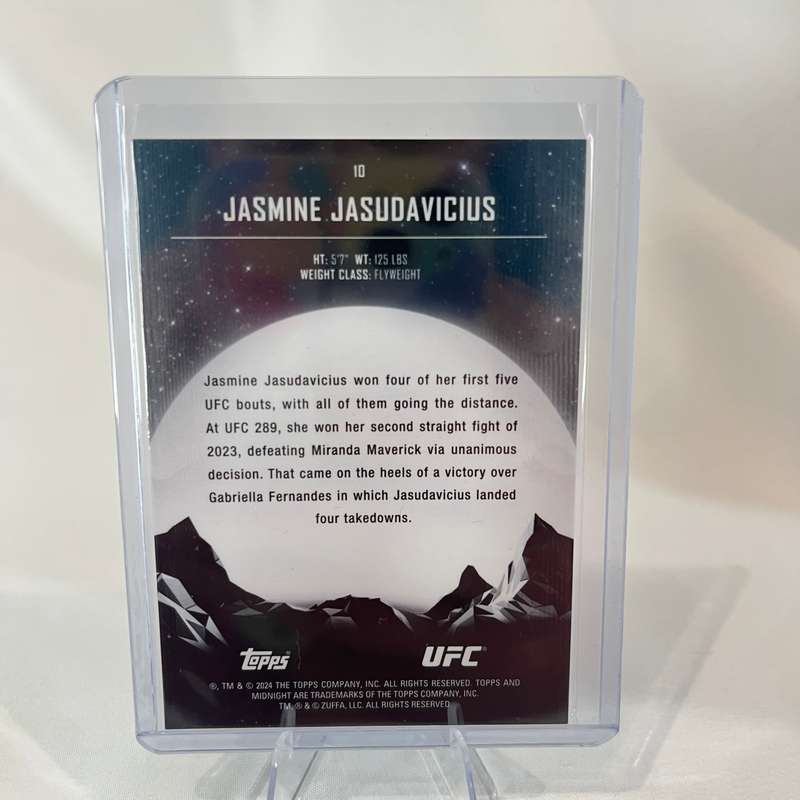 10
JASMINE JASUDAVICIUS
HT: 5'7" WT: 125 LBS
WEIGHT CLASS: FLYWEIGHT
Jasmine Jasudavicius won four of her first five
UFC bouts, with all of them going the distance.
At UFC 289, she won her second straight fight of
2023, defeating Miranda Maverick via unanimous
decision. That came on the heels of a victory over
Gabriella Fernandes in which Jasudavicius landed
four takedowns.
Topps® UFC®
®, TM & © 2024 THE TOPPS COMPANY, INC. ALL RIGHTS RESERVED. TOPPS AND
MIDNIGHT ARE TRADEMARKS OF THE TOPPS COMPANY, INC.
TM, ® & © ZUFFA, LLC. ALL RIGHTS RESERVED.